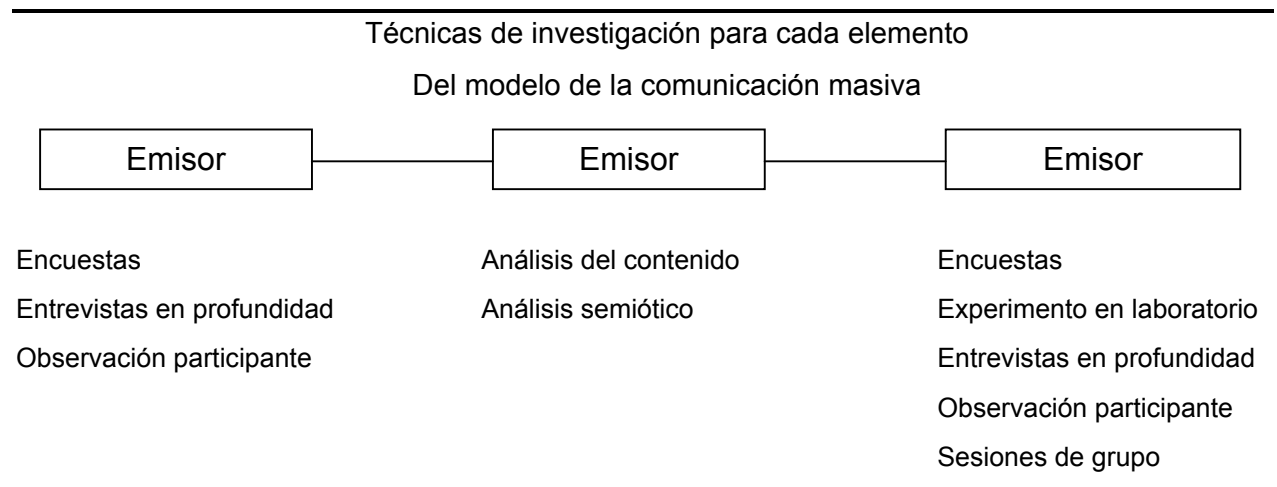 Técnicas de investigación para cada elemento
Del modelo de la comunicación masiva
Emisor
Emisor
Emisor
Encuestas
Entrevistas en profundidad
Observación participante
Análisis del contenido
Análisis semiótico
Encuestas
Experimento en laboratorio
Entrevistas en profundidad
Observación participante
Sesiones de grupo